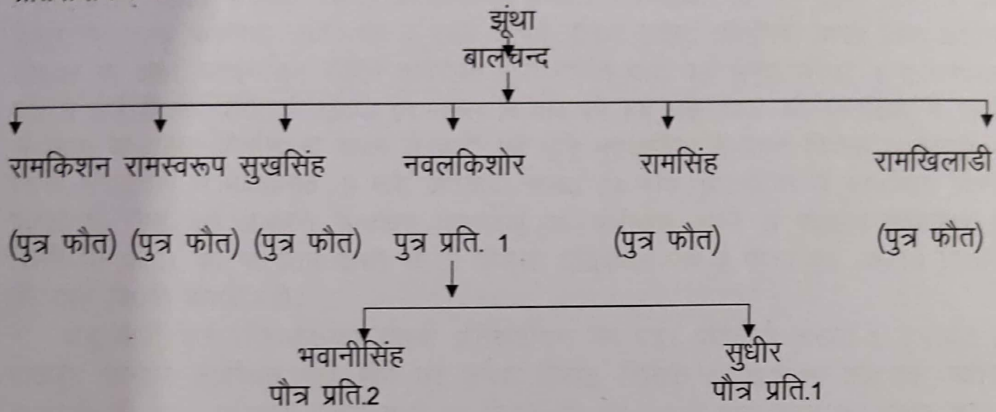 झूंथा
बालचन्द
रामकिशन रामस्वरूप सुखसिंह नवलकिशोर रामसिंह रामखिलाडी
(पुत्र फौत) (पुत्र फौत) (पुत्र फौत) पुत्र प्रति. 1 (पुत्र फौत) (पुत्र फौत)
भवानीसिंह सुधीर
पौत्र प्रति.2 पौत्र प्रति.1